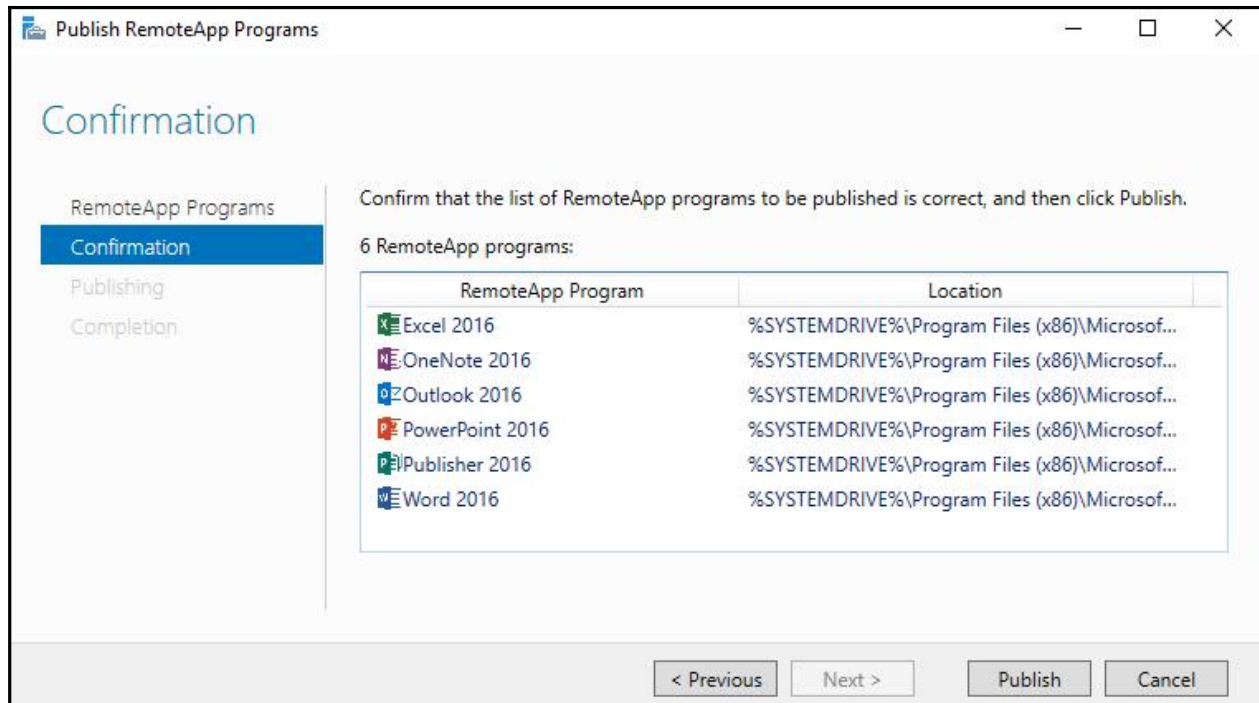 Publish RemoteApp Programs
Confirmation
RemoteApp Programs
Confirmation
Publishing
Completion
Confirm that the list of RemoteApp programs to be published is correct, and then click Publish.
6 RemoteApp programs:
RemoteApp Program Location
Excel 2016 %SYSTEMDRIVE%\Program Files (x86)\Microsof...
OneNote 2016 %SYSTEMDRIVE%\Program Files (x86)\Microsof...
Outlook 2016 %SYSTEMDRIVE%\Program Files (x86)\Microsof...
PowerPoint 2016 %SYSTEMDRIVE%\Program Files (x86)\Microsof...
Publisher 2016 %SYSTEMDRIVE%\Program Files (x86)\Microsof...
Word 2016 %SYSTEMDRIVE%\Program Files (x86)\Microsof...
< Previous Next > Publish Cancel